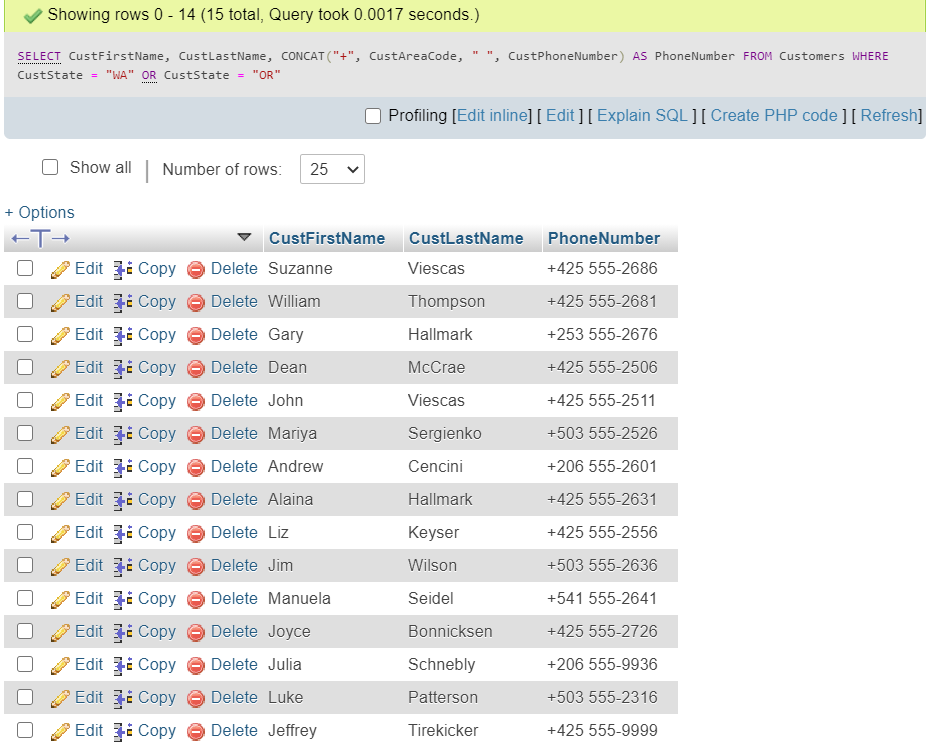 Showing rows 0 - 14 (15 total, Query took 0.0017 seconds.)
SELECT CustFirstName, CustLastName, CONCAT("+", CustAreaCode, " ", CustPhoneNumber) AS PhoneNumber FROM Customers WHERE
CustState = "WA" OR CustState = "OR"
Profiling [Edit inline] [ Edit ] [ Explain SQL ] [ Create PHP code ] [ Refresh]
Show all | Number of rows: 25
+ Options
←T→ CustFirstName CustLastName PhoneNumber
Edit Copy Delete Suzanne Viescas +425 555-2686
Edit Copy Delete William Thompson +425 555-2681
Edit Copy Delete Gary Hallmark +253 555-2676
Edit Copy Delete Dean McCrae +425 555-2506
Edit Copy Delete John Viescas +425 555-2511
Edit Copy Delete Mariya Sergienko +503 555-2526
Edit Copy Delete Andrew Cencini +206 555-2601
Edit Copy Delete Alaina Hallmark +425 555-2631
Edit Copy Delete Liz Keyser +425 555-2556
Edit Copy Delete Jim Wilson +503 555-2636
Edit Copy Delete Manuela Seidel +541 555-2641
Edit Copy Delete Joyce Bonnicksen +425 555-2726
Edit Copy Delete Julia Schnebly +206 555-9936
Edit Copy Delete Luke Patterson +503 555-2316
Edit Copy Delete Jeffrey Tirekicker +425 555-9999